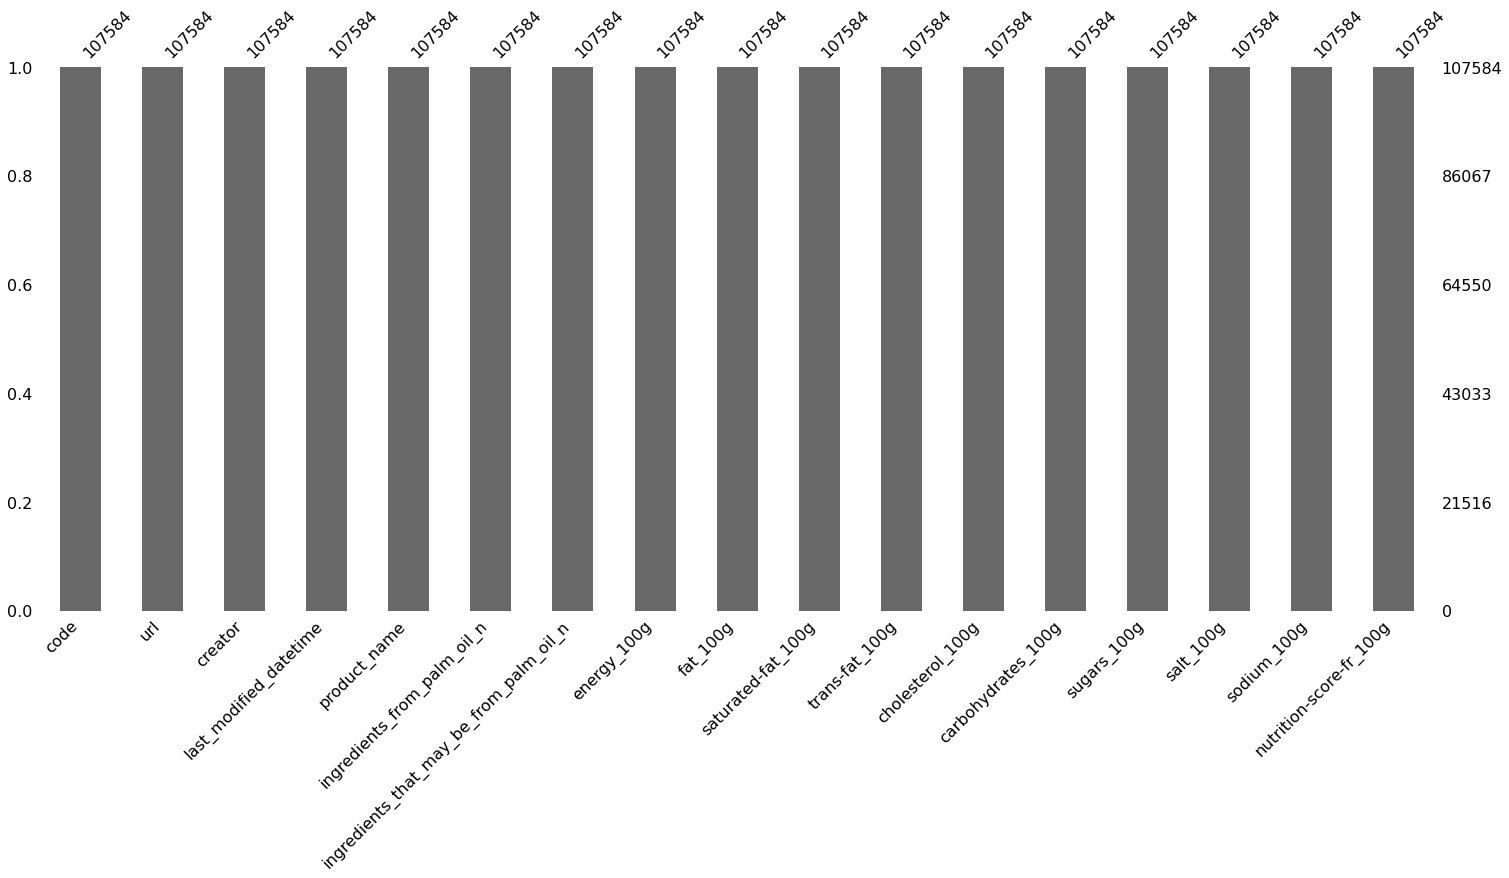 107584 107584 107584 107584 107584 107584 107584 107584 107584 107584 107584 107584 107584 107584 107584 107584 107584
1.0 107584
0.8 86067
0.6 64550
0.4 43033
0.2 21516
0.0 0
code
url
creator
last_modified_datetime
product_name
ingredients_from_palm_oil_n
ingredients_that_may_be_from_palm_oil_n
energy_100g
fat_100g
saturated-fat_100g
trans-fat_100g
cholesterol_100g
carbohydrates_100g
sugars_100g
salt_100g
sodium_100g
nutrition-score-fr_100g